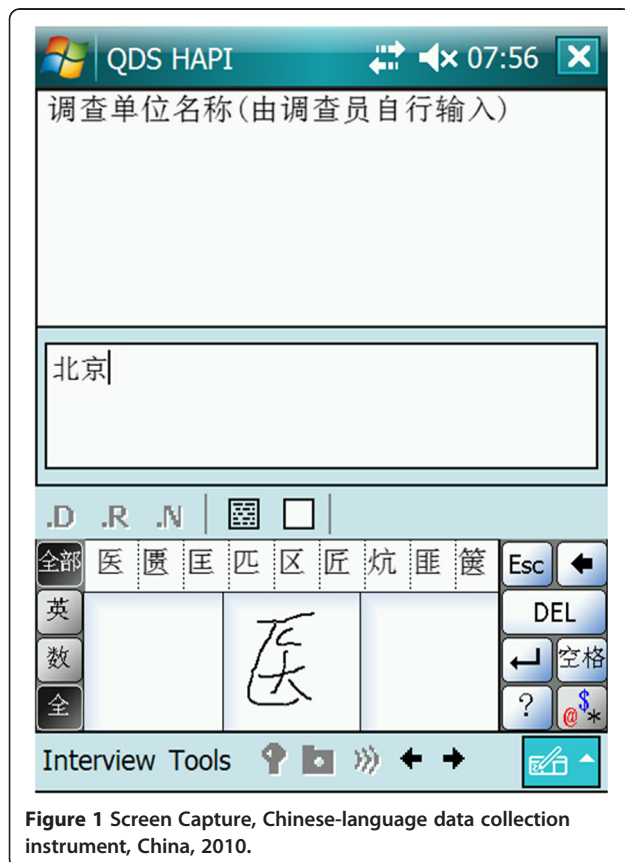 QDS HAPI 07:56
调查单位名称(由调查员自行输入)
北京
.D .R .N
全部 医 匮 匡 匹 区 匠 炕 匪 箧 Esc
英 DEL
数 医 空格
全 ? @$*
Interview Tools
Figure 1 Screen Capture, Chinese-language data collection
instrument, China, 2010.